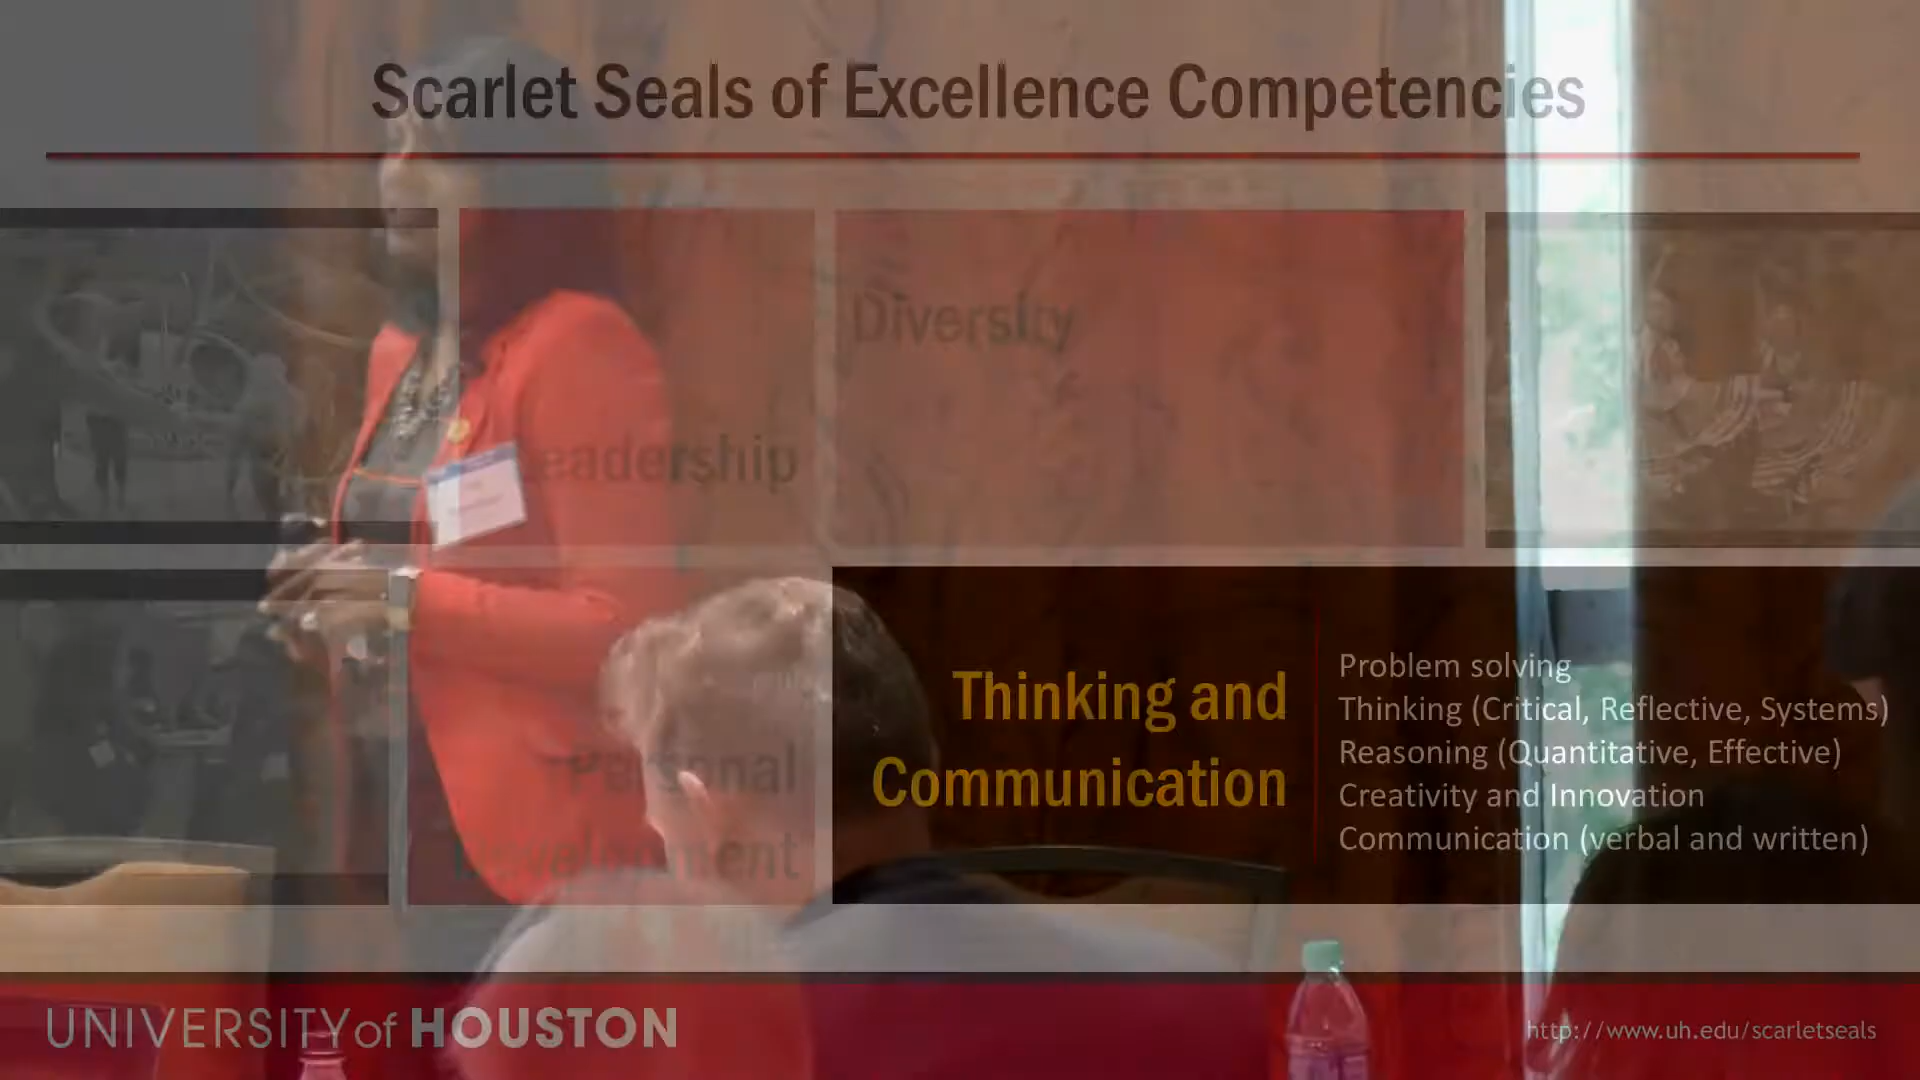 Scarlet Seals of Excellence Competencies
Diversity
Leadership
Thinking and
Communication
Problem solving
Thinking (Critical, Reflective, Systems)
Reasoning (Quantitative, Effective)
Creativity and Innovation
Communication (verbal and written)
Personal
Development
UNIVERSITY of HOUSTON
http://www.uh.edu/scarletseals